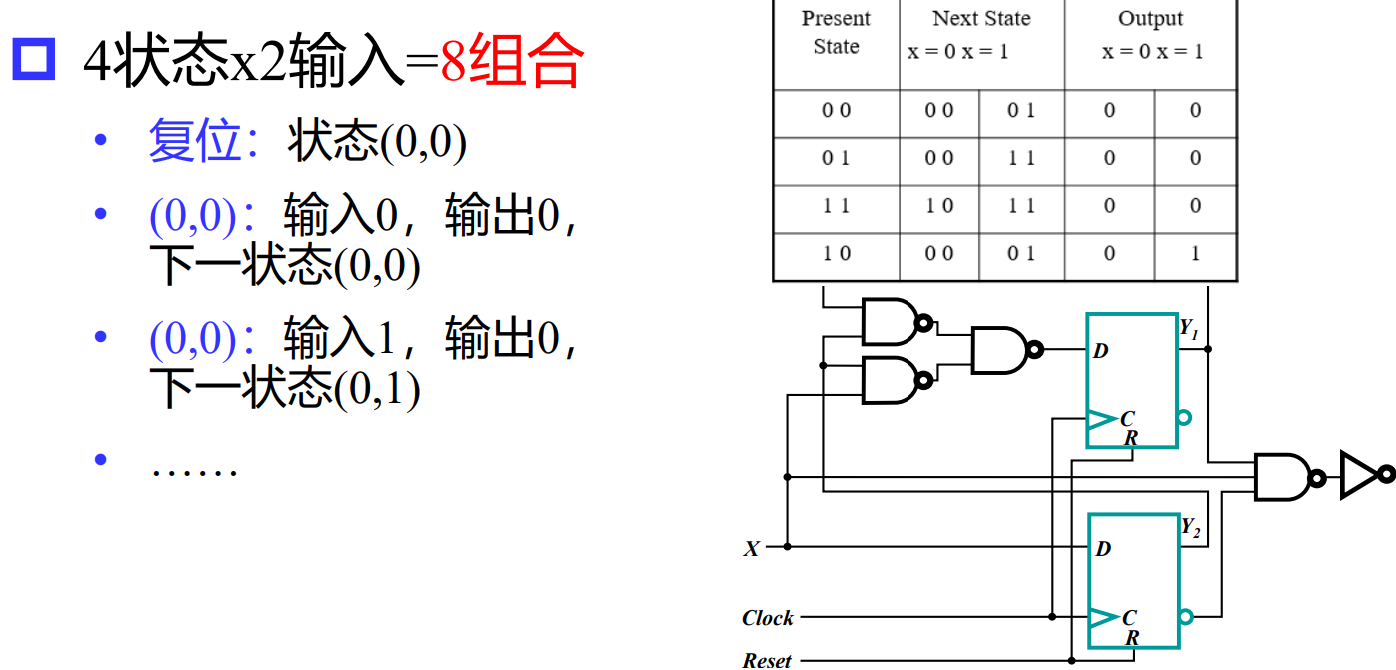 4状态x2输入=8组合
• 复位：状态(0,0)
• (0,0)：输入0，输出0，
下一状态(0,0)
• (0,0)：输入1，输出0，
下一状态(0,1)
• ……
Present State Next State Output
x = 0 x = 1 x = 0 x = 1
0 0 0 0 0 1 0 0
0 1 0 0 1 1 0 0
1 1 1 0 1 1 0 0
1 0 0 0 0 1 0 1
Y1
D
C
R
Y2
X
D
Clock
C
R
Reset